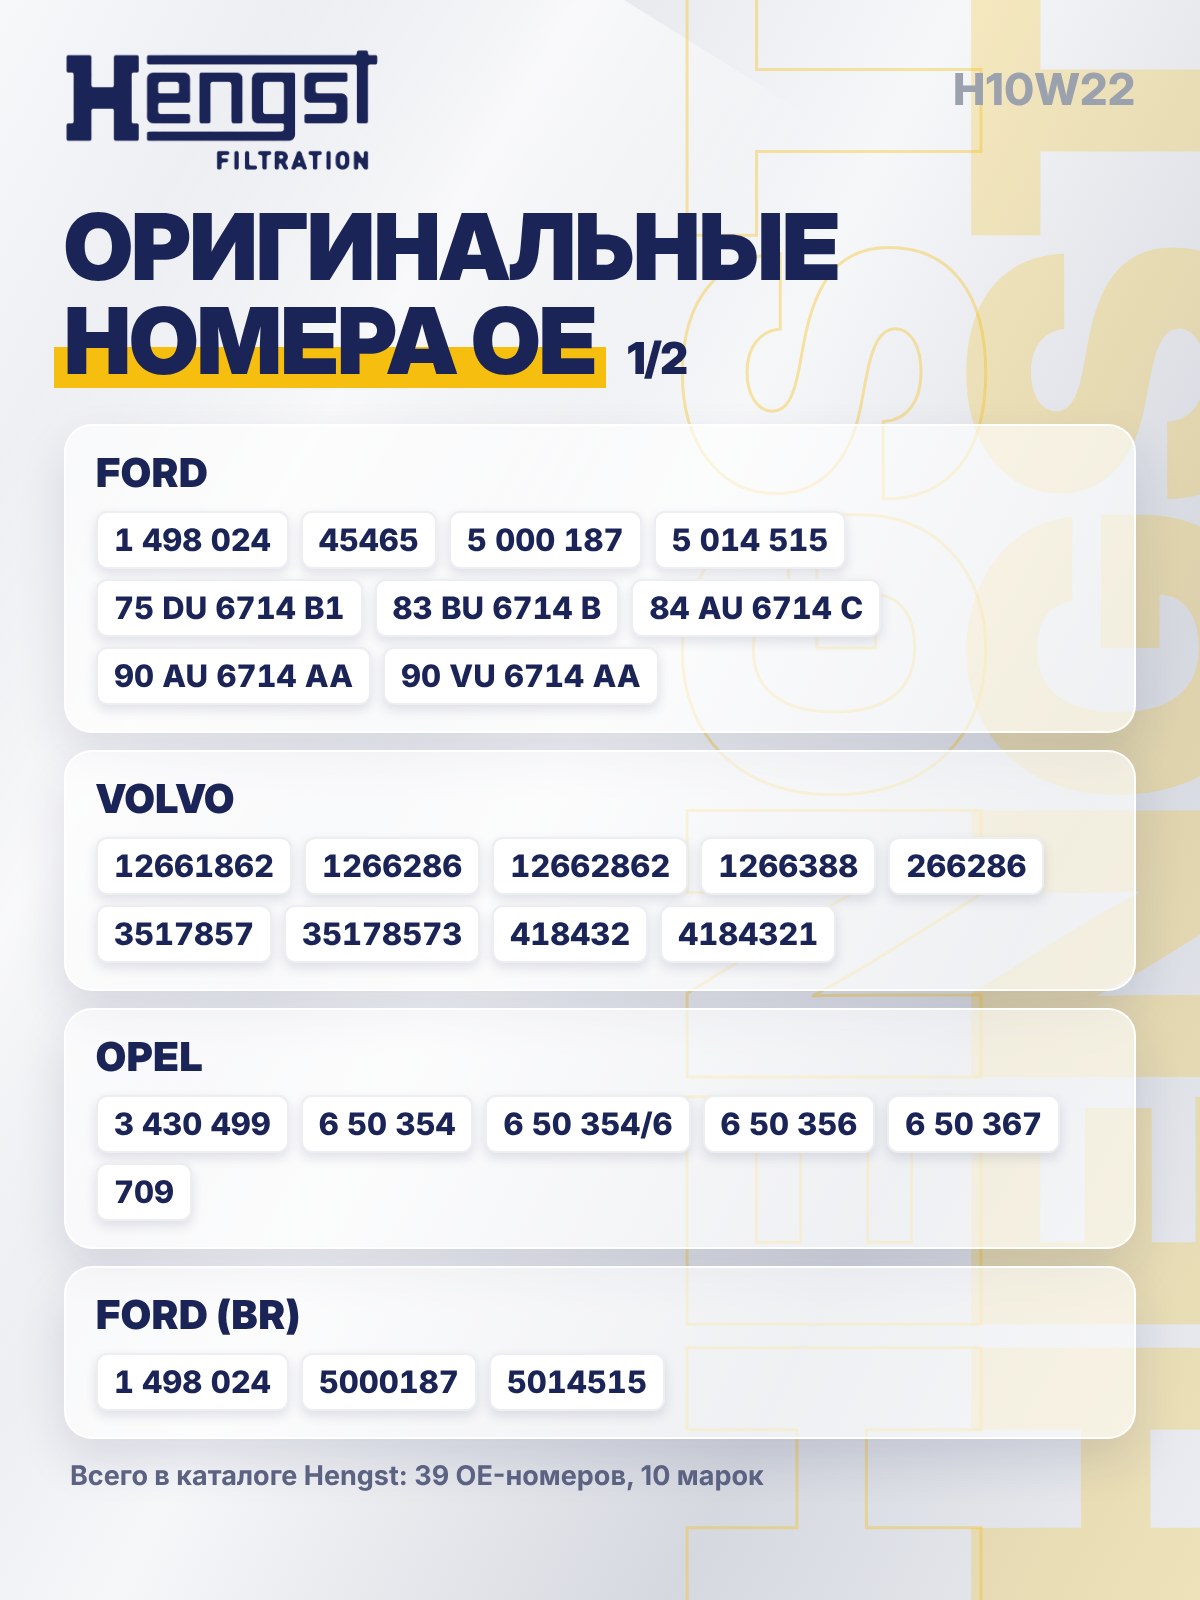 Hengst
FILTRATION
H10W22
ОРИГИНАЛЬНЫЕ
НОМЕРА OE 1/2
FORD
1 498 024 45465 5 000 187 5 014 515
75 DU 6714 B1 83 BU 6714 B 84 AU 6714 C
90 AU 6714 AA 90 VU 6714 AA
VOLVO
12661862 1266286 12662862 1266388 266286
3517857 35178573 418432 4184321
OPEL
3 430 499 6 50 354 6 50 354/6 6 50 356 6 50 367
709
FORD (BR)
1 498 024 5000187 5014515
Всего в каталоге Hengst: 39 OE-номеров, 10 марок
HENGST
HENGST